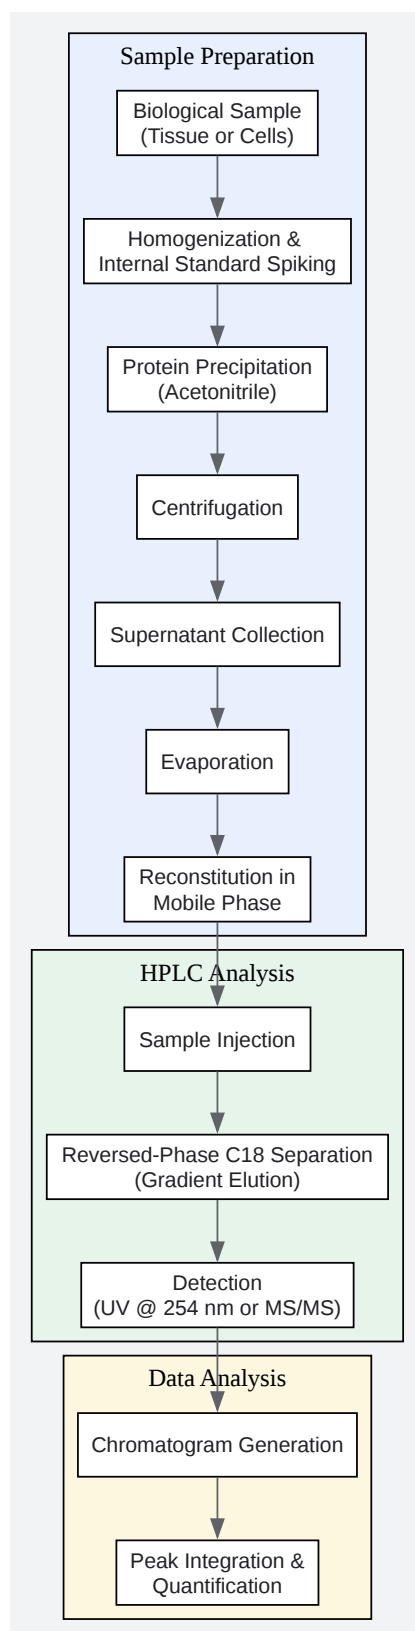 Sample Preparation
Biological Sample
(Tissue or Cells)
Homogenization &
Internal Standard Spiking
Protein Precipitation
(Acetonitrile)
Centrifugation
Supernatant Collection
Evaporation
Reconstitution in
Mobile Phase
HPLC Analysis
Sample Injection
Reversed-Phase C18 Separation
(Gradient Elution)
Detection
(UV @ 254 nm or MS/MS)
Data Analysis
Chromatogram Generation
Peak Integration &
Quantification